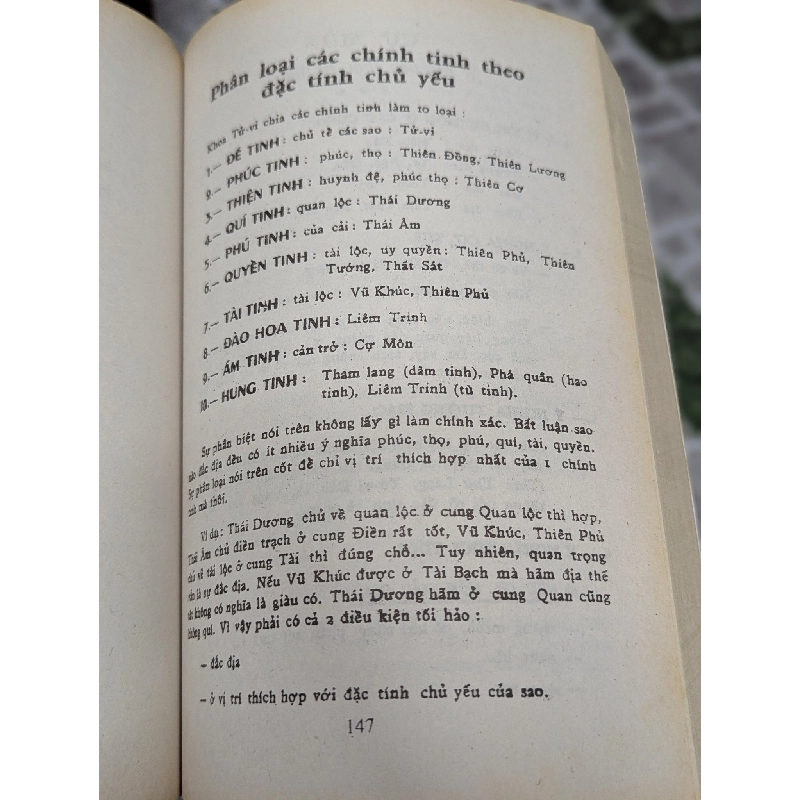 Phân loại các chính tinh theo
đặc tính chủ yếu
Khoa Tử-vi chia các chính tinh làm 10 loại :
1.— ĐẾ TINH : chủ tể các sao : Tử-vi
2.— PHÚC TINH : phúc, thọ : Thiên Đồng, Thiên Lương
3.— THIỆN TINH : huynh đệ, phúc thọ : Thiên Cơ
4.— QUÍ TINH : quan lộc : Thái Dương
5.— PHÚ TINH : của cải : Thái Âm
6.— QUYỀN TINH : tài lộc, uy quyền : Thiên Phủ, Thiên
Tướng, Thất Sát
7.— TÀI TINH : tài lộc : Vũ Khúc, Thiên Phủ
8 — ĐÀO HOA TINH : Liêm Trinh
9.— ÁM TINH : cản trở : Cự Môn
10.— HUNG TINH : Tham lang (dâm tinh), Phá quân (hao
tinh), Liêm Trinh (tù tinh).
Sự phân biệt nói trên không lấy gì làm chính xác. Bất luận sao
nào đắc địa đều có ít nhiều ý nghĩa phúc, thọ, phú, quí, tài, quyền.
Sự phân loại nói trên cốt để chỉ vị trí thích hợp nhất của 1 chính
tinh mà thôi.
Ví dụ : Thái Dương chủ về quan lộc ở cung Quan lộc thì hợp,
Thái Âm chủ điền trạch ở cung Điền rất tốt, Vũ Khúc, Thiên Phủ
chủ về tài lộc ở cung Tài thì đúng chỗ... Tuy nhiên, quan trọng
vẫn là sự đắc địa. Nếu Vũ Khúc được ở Tài Bạch mà hãm địa thế
tất không có nghĩa là giàu có. Thái Dương hãm ở cung Quan cũng
không quí. Vì vậy phải có cả 2 điều kiện tối hảo :
— đắc địa
— ở vị trí thích hợp với đặc tính chủ yếu của sao.
147